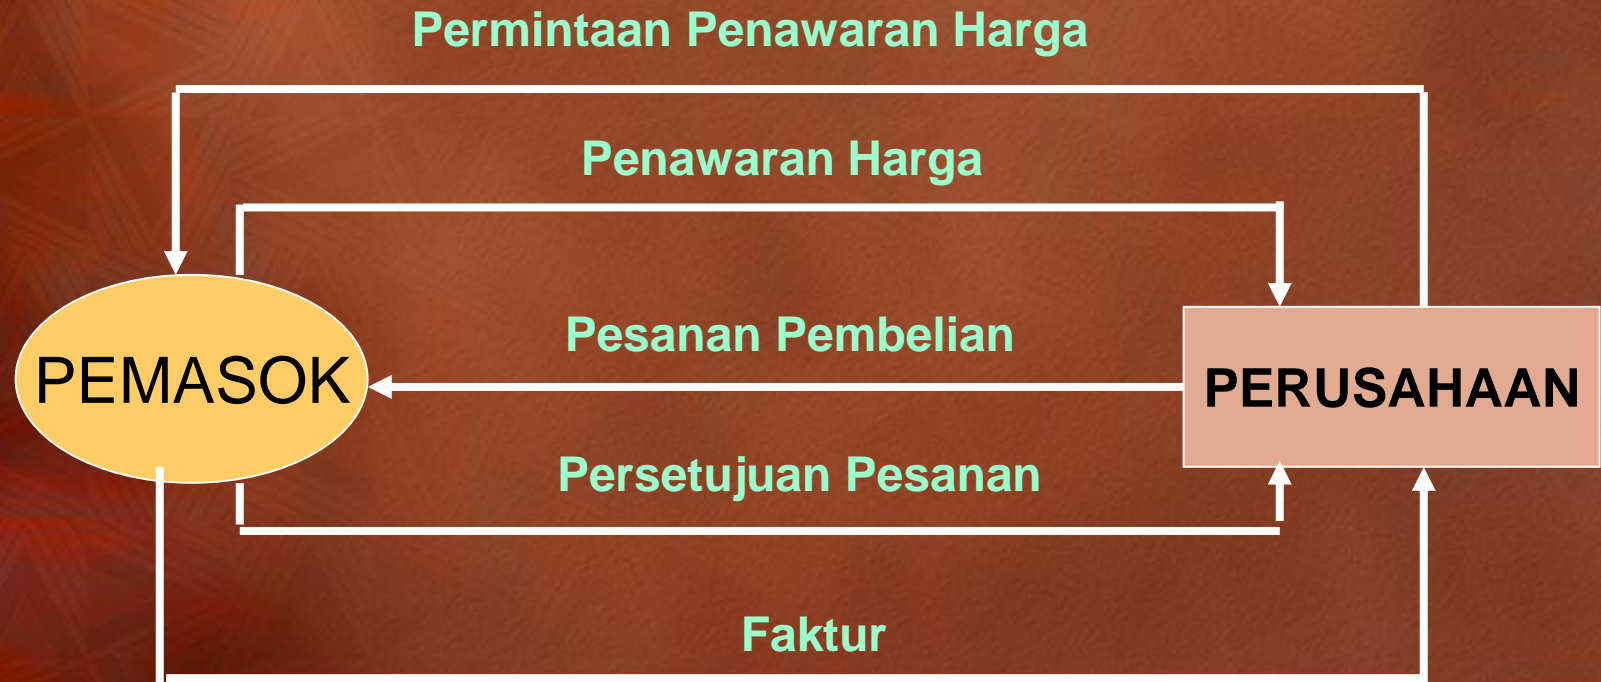 Permintaan Penawaran Harga
Penawaran Harga
Pesanan Pembelian
PEMASOK
PERUSAHAAN
Persetujuan Pesanan
Faktur